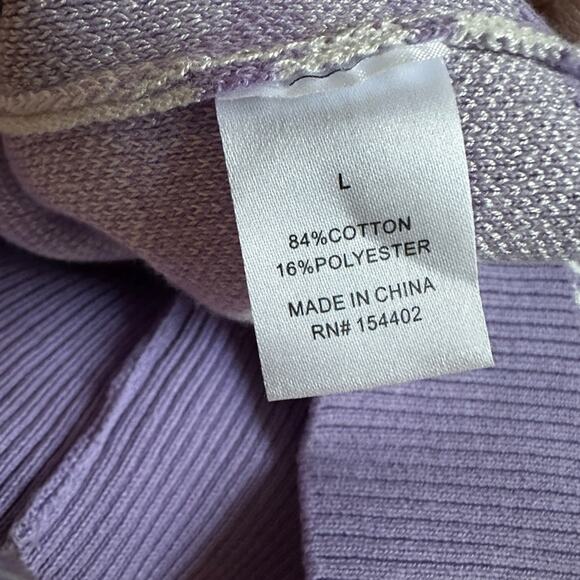 L
84%COTTON
16%POLYESTER
MADE IN CHINA
RN# 154402